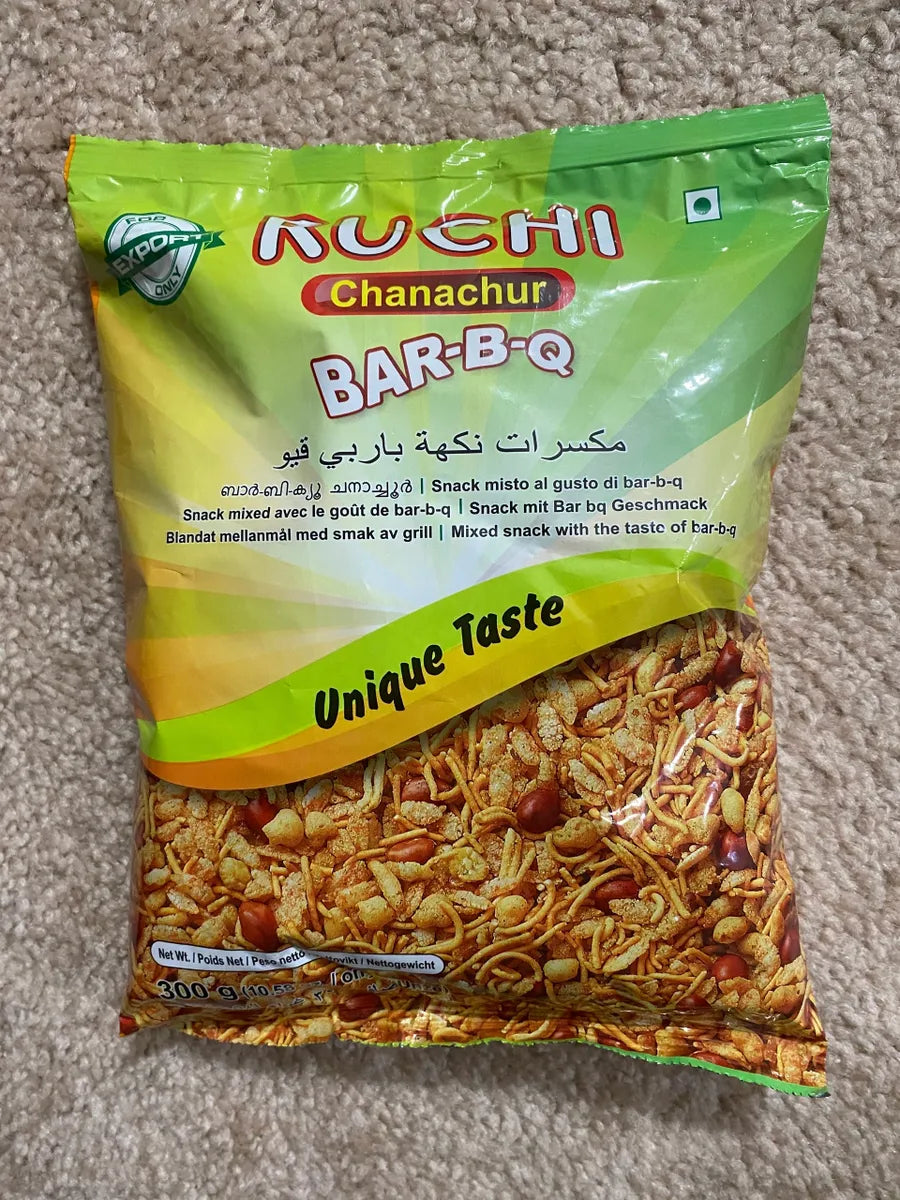 FOR
EXPORT
ONLY
RUCHI
Chanachur
BAR-B-Q
مكسرات نكهة باربي قيو
ബാർ-ബി-ക്യൂ ചനാച്ചൂർ | Snack misto al gusto di bar-b-q
Snack mixed avec le goût de bar-b-q | Snack mit Bar bq Geschmack
Blandat mellanmål med smak av grill | Mixed snack with the taste of bar-b-q
Unique Taste
Net Wt. / Poids Net / Peso netto / Nettogewicht
300 g